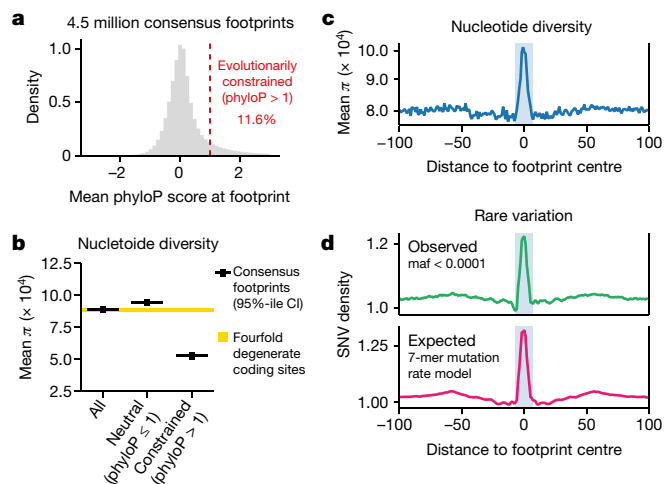 a
4.5 million consensus footprints
Density
1.0
0.5
0
Evolutionarily
constrained
(phyloP > 1)
11.6%
−2
0
2
Mean phyloP score at footprint
b
Nucletoide diversity
Mean π (× 10⁴)
12.5
10.0
7.5
5.0
2.5
Consensus
footprints
(95%-ile CI)
Fourfold
degenerate
coding sites
All
Neutral
(phyloP ≤ 1)
Constrained
(phyloP > 1)
c
Nucleotide diversity
Mean π (× 10⁴)
10.0
9.0
8.0
−100
−50
0
50
100
Distance to footprint centre
Rare variation
d
SNV density
1.2
1.0
Observed
maf < 0.0001
1.25
1.00
Expected
7-mer mutation
rate model
−100
−50
0
50
100
Distance to footprint centre